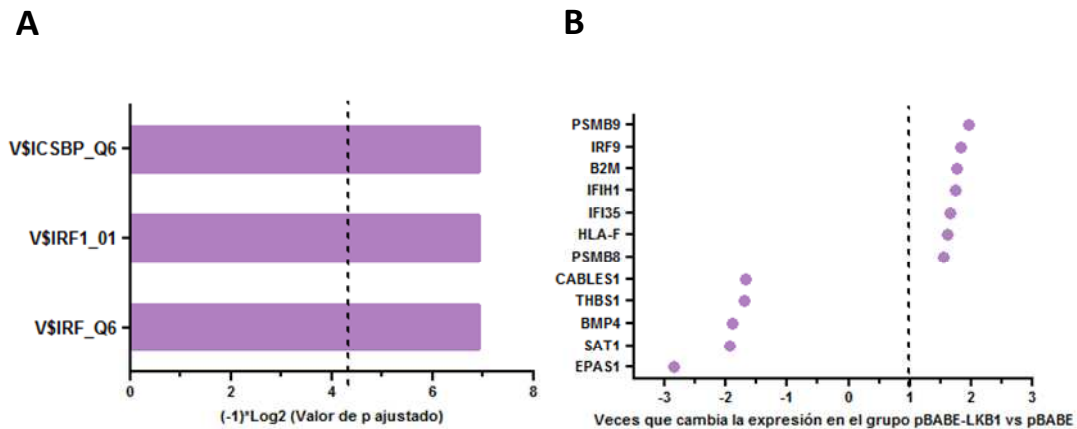 A
B
V$ICSBP_Q6
V$IRF1_01
V$IRF_Q6
0 2 4 6 8
(-1)*Log2 (Valor de p ajustado)
PSMB9
IRF9
B2M
IFIH1
IFI35
HLA-F
PSMB8
CABLES1
THBS1
BMP4
SAT1
EPAS1
-3 -2 -1 0 1 2 3
Veces que cambia la expresión en el grupo pBABE-LKB1 vs pBABE